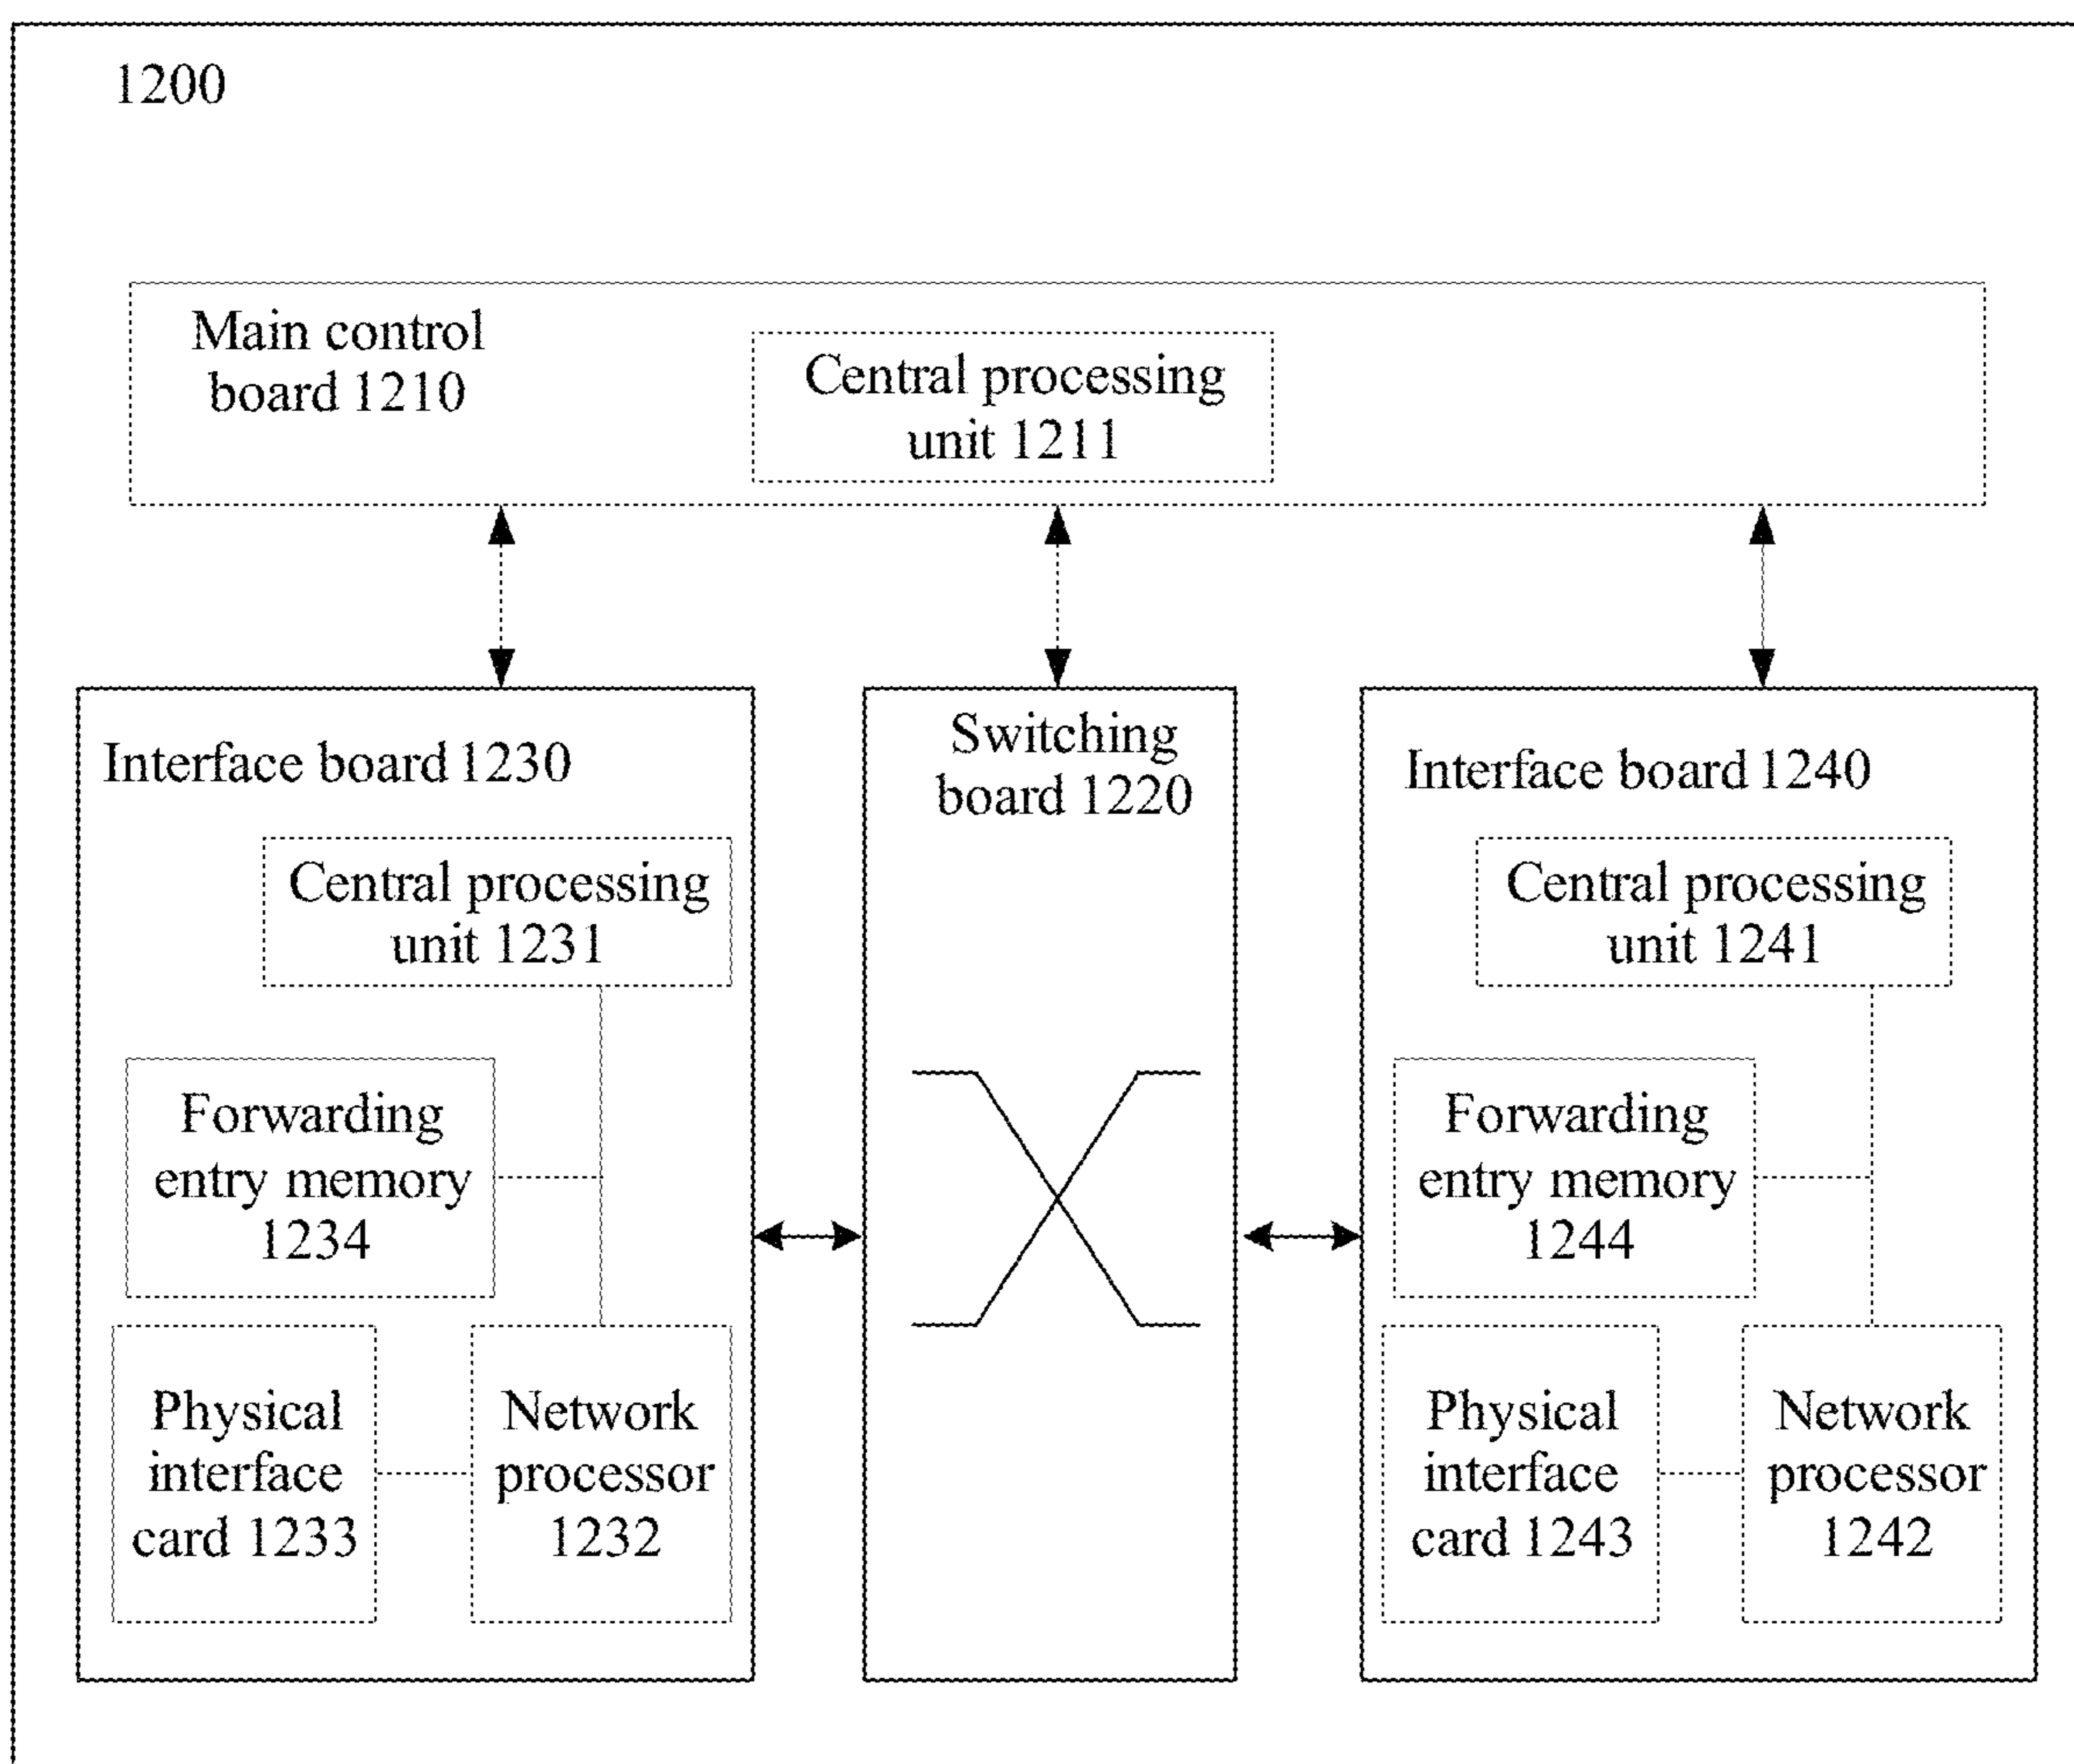 1200
Main control
board 1210
Central processing
unit 1211
Interface board 1230
Central processing
unit 1231
Forwarding
entry memory
1234
Physical
interface
card 1233
Network
processor
1232
Switching
board 1220
Interface board 1240
Central processing
unit 1241
Forwarding
entry memory
1244
Physical
interface
card 1243
Network
processor
1242